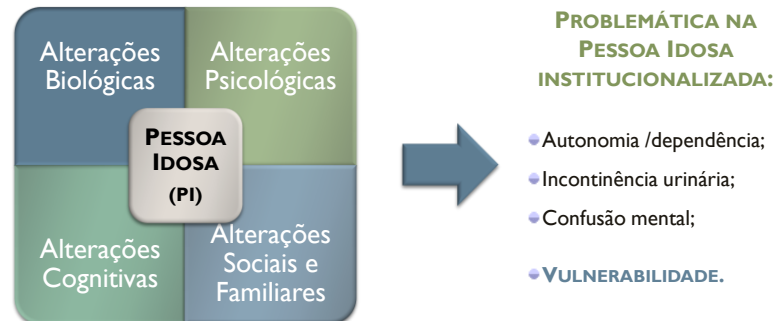 Alterações
Biológicas
Alterações
Psicológicas
PESSOA
IDOSA
(PI)
Alterações
Cognitivas
Alterações
Sociais e
Familiares
PROBLEMÁTICA NA
PESSOA IDOSA
INSTITUCIONALIZADA:
Autonomia /dependência;
Incontinência urinária;
Confusão mental;
VULNERABILIDADE.